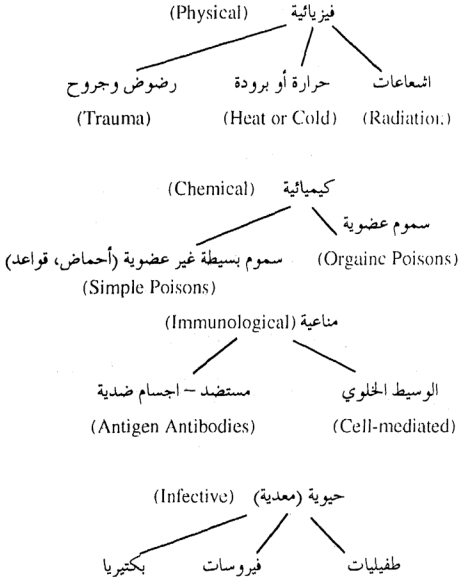 فيزيائية (Physical)
اشعاعات حرارة أو برودة رضوض وجروح
(Radiation) (Heat or Cold) (Trauma)
كيميائية (Chemical)
سموم عضوية
سموم بسيطة غير عضوية (أحماض، قواعد)
(Orgainc Poisons)
(Simple Poisons)
مناعية (Immunological)
الوسيط الخلوي مستضد – اجسام ضدية
(Cell-mediated) (Antigen Antibodies)
حيوية (معدية) (Infective)
طفيليات فيروسات بكتيريا